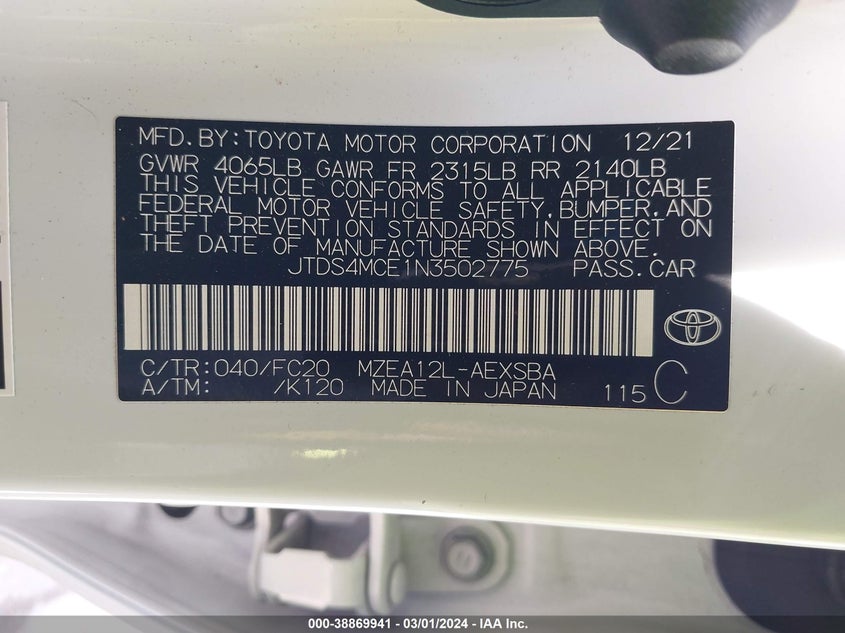 MFD.BY:TOYOTA MOTOR CORPORATION 12/21
GVWR 4065LB GAWR FR 2315LB RR 2140LB
THIS VEHICLE CONFORMS TO ALL APPLICABLE
FEDERAL MOTOR VEHICLE SAFETY,BUMPER,AND
THEFT PREVENTION STANDARDS IN EFFECT ON
THE DATE OF MANUFACTURE SHOWN ABOVE.
JTDS4MCE1N3502775 PASS.CAR
C/TR:040/FC20 MZEA12L-AEXSBA
A/TM: /K120 MADE IN JAPAN 115 C
000-38869941 - 03/01/2024 - IAA Inc.